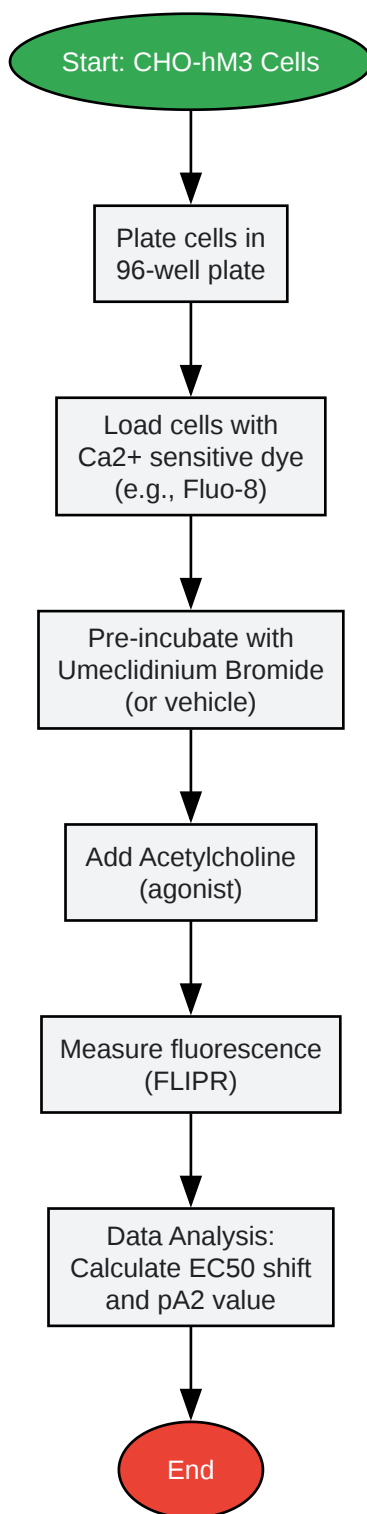 Start: CHO-hM3 Cells
Plate cells in
96-well plate
Load cells with
Ca2+ sensitive dye
(e.g., Fluo-8)
Pre-incubate with
Umeclidinium Bromide
(or vehicle)
Add Acetylcholine
(agonist)
Measure fluorescence
(FLIPR)
Data Analysis:
Calculate EC50 shift
and pA2 value
End